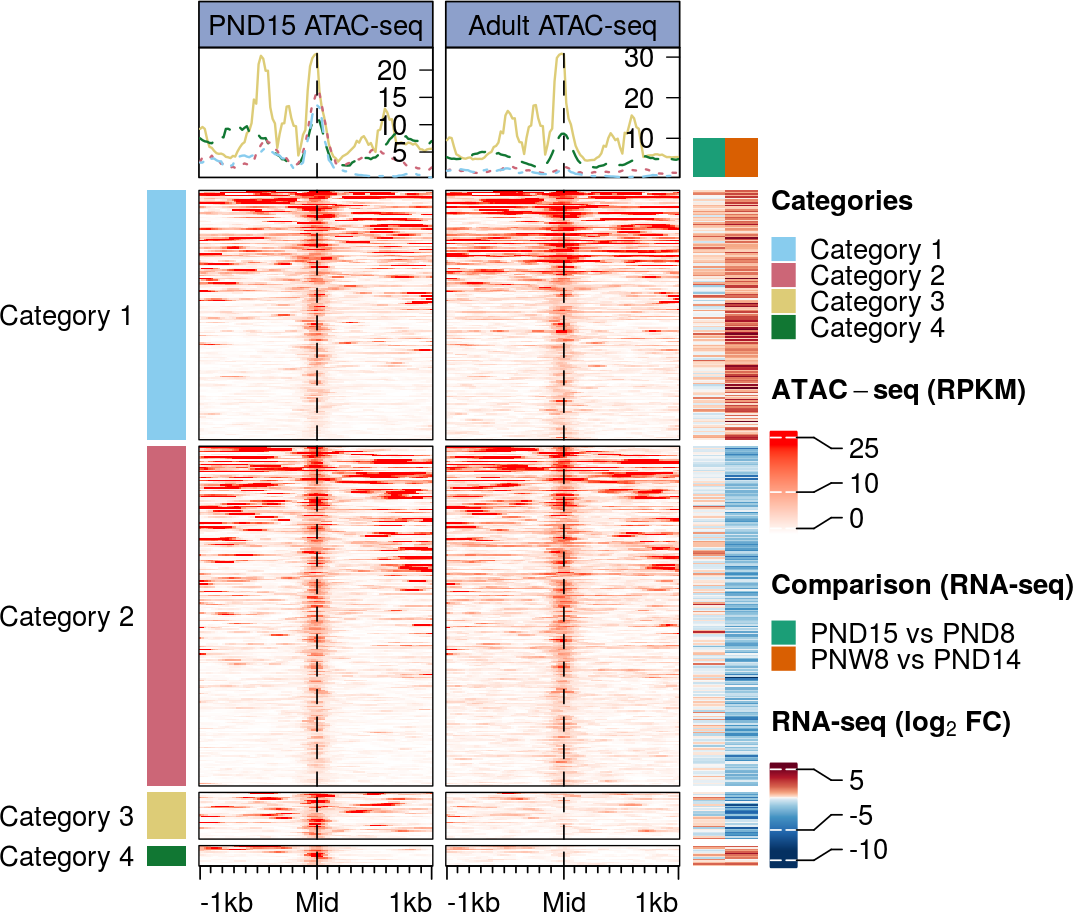 PND15 ATAC-seq
Adult ATAC-seq
20
15
10
5
30
20
10
Category 1
Category 2
Category 3
Category 4
-1kb Mid 1kb
-1kb Mid 1kb
Categories
Category 1
Category 2
Category 3
Category 4
ATAC – seq (RPKM)
25
10
0
Comparison (RNA-seq)
PND15 vs PND8
PNW8 vs PND14
RNA-seq (log₂ FC)
5
-5
-10